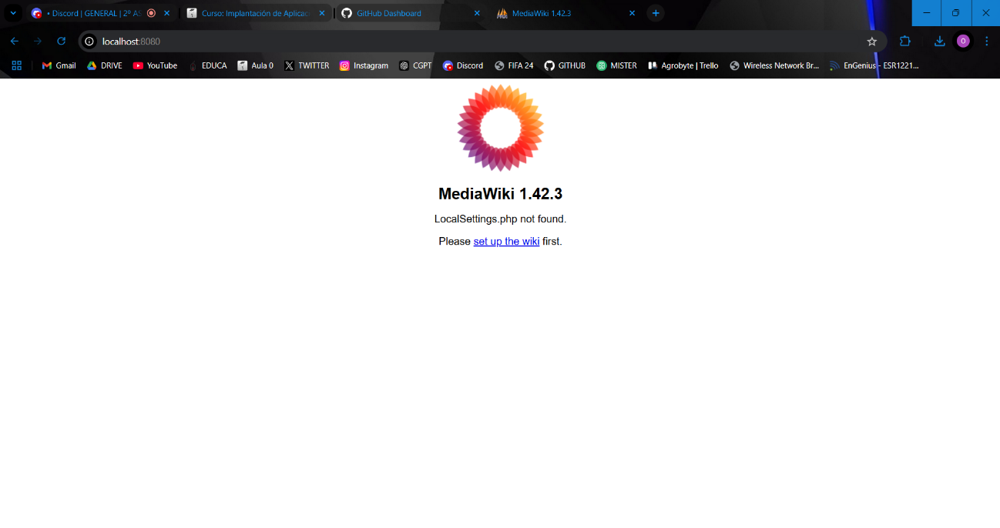 • Discord | GENERAL | 2º AS
Curso: Implantación de Aplicac
GitHub Dashboard
MediaWiki 1.42.3
localhost:8080
O
Gmail
DRIVE
YouTube
EDUCA
Aula 0
TWITTER
Instagram
CGPT
Discord
FIFA 24
GITHUB
MISTER
Agrobyte | Trello
Wireless Network Br...
EnGenius - ESR1221...
MediaWiki 1.42.3
LocalSettings.php not found.
Please set up the wiki first.